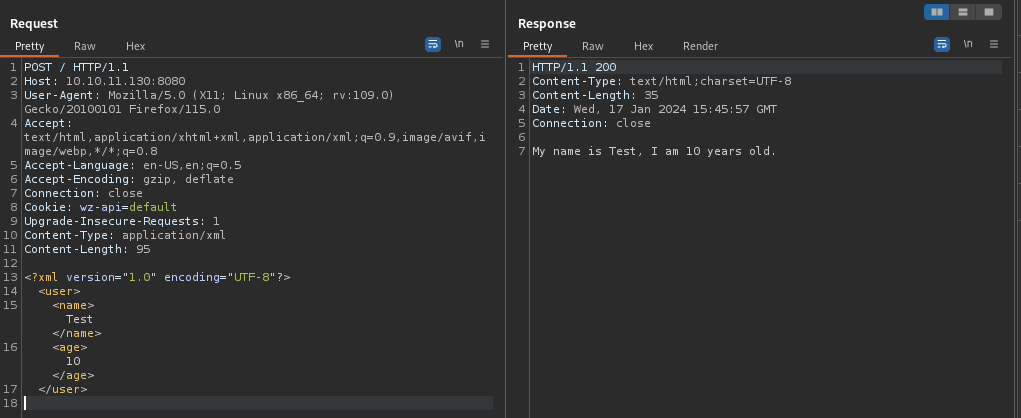 Request
Pretty Raw Hex \n
1 POST / HTTP/1.1
2 Host: 10.10.11.130:8080
3 User-Agent: Mozilla/5.0 (X11; Linux x86_64; rv:109.0)
Gecko/20100101 Firefox/115.0
4 Accept:
text/html,application/xhtml+xml,application/xml;q=0.9,image/avif,i
mage/webp,*/*;q=0.8
5 Accept-Language: en-US,en;q=0.5
6 Accept-Encoding: gzip, deflate
7 Connection: close
8 Cookie: wz-api=default
9 Upgrade-Insecure-Requests: 1
10 Content-Type: application/xml
11 Content-Length: 95
12
13 <?xml version="1.0" encoding="UTF-8"?>
14 <user>
15 <name>
Test
</name>
16 <age>
10
</age>
17 </user>
18
Response
Pretty Raw Hex Render \n
1 HTTP/1.1 200
2 Content-Type: text/html;charset=UTF-8
3 Content-Length: 35
4 Date: Wed, 17 Jan 2024 15:45:57 GMT
5 Connection: close
6
7 My name is Test, I am 10 years old.